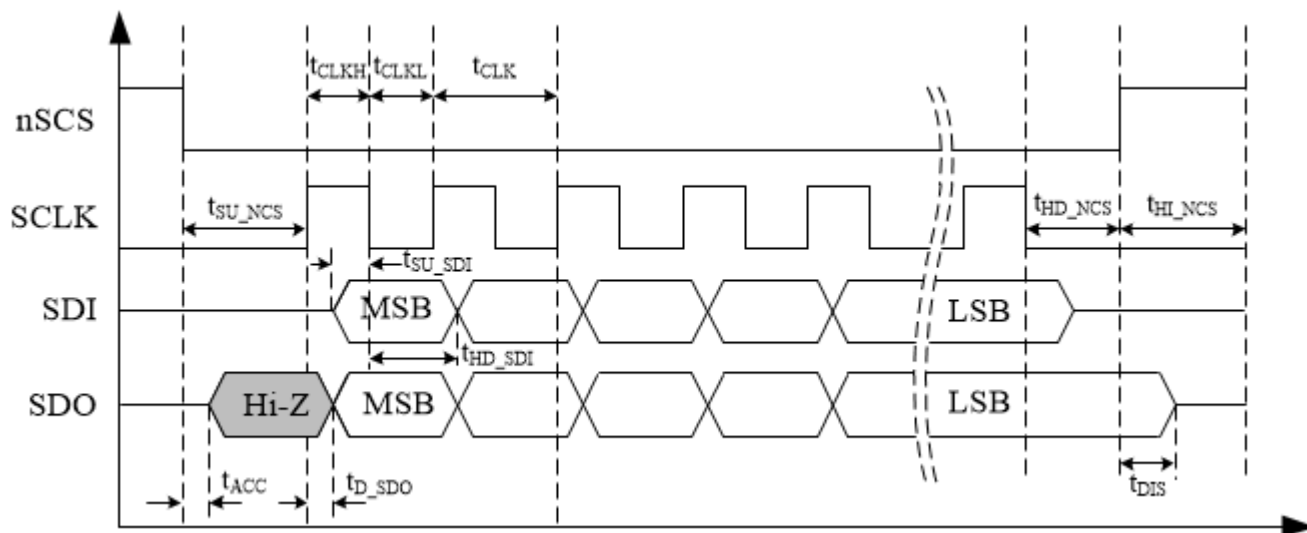 tCLKH tCLKL tCLK
nSCS
SCLK
tSU_NCS
tHD_NCS tHI_NCS
tSU_SDI
SDI
MSB
LSB
tHD_SDI
SDO
Hi-Z
MSB
LSB
tACC
tD_SDO
tDIS